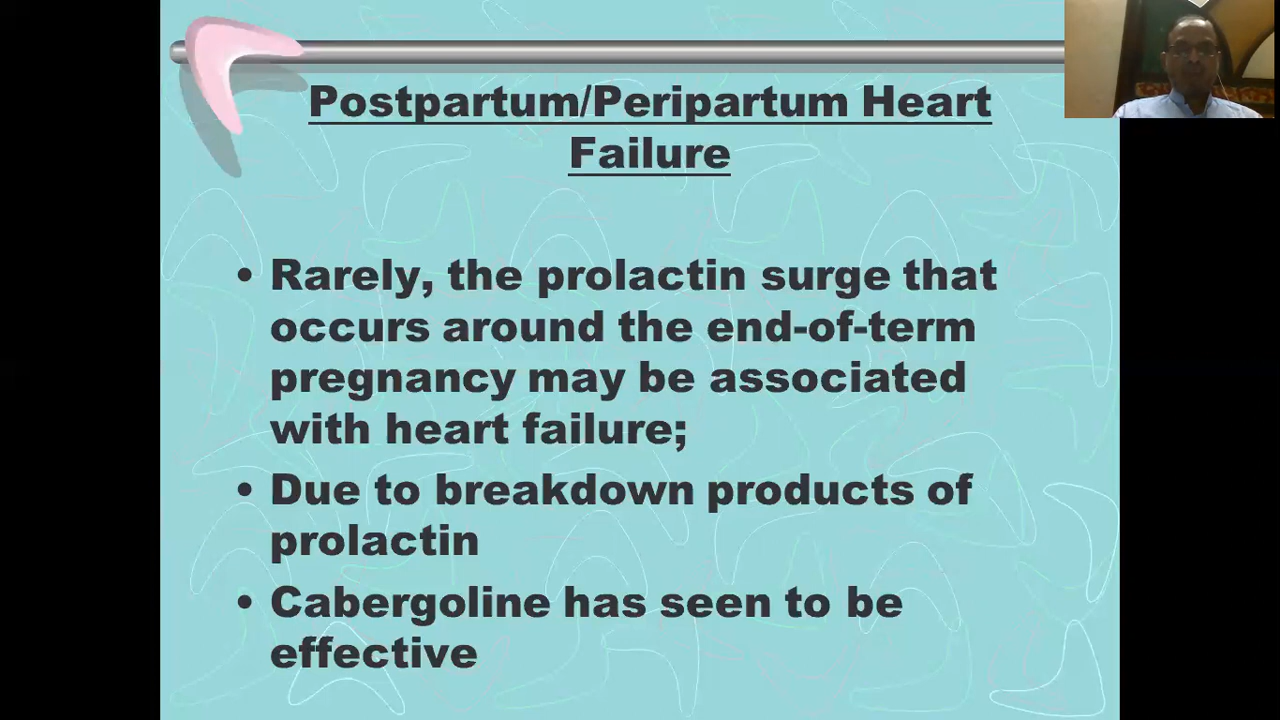 Postpartum/Peripartum Heart
Failure
• Rarely, the prolactin surge that
occurs around the end-of-term
pregnancy may be associated
with heart failure;
• Due to breakdown products of
prolactin
• Cabergoline has seen to be
effective